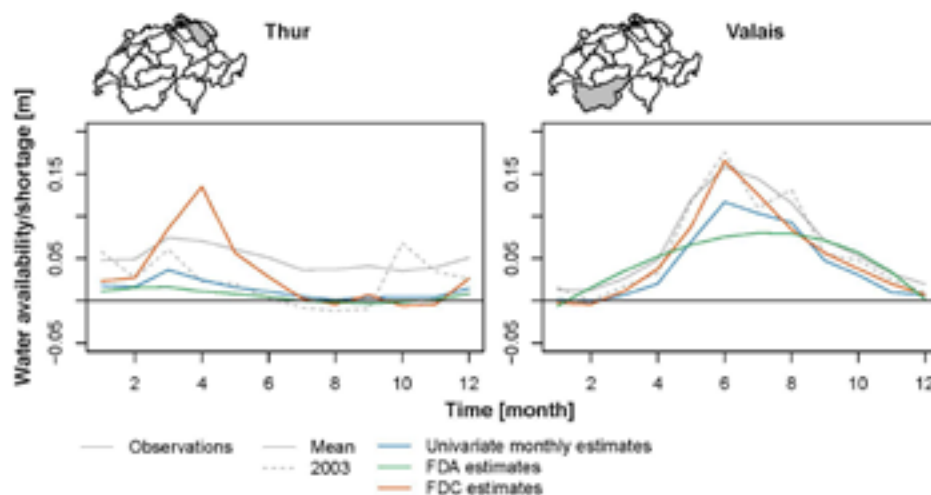 Thur
Valais
Water availability/shortage [m]
0.15
0.05
−0.05
2 4 6 8 10 12
0.15
0.05
−0.05
2 4 6 8 10 12
Time [month]
Observations
Mean
2003
Univariate monthly estimates
FDA estimates
FDC estimates